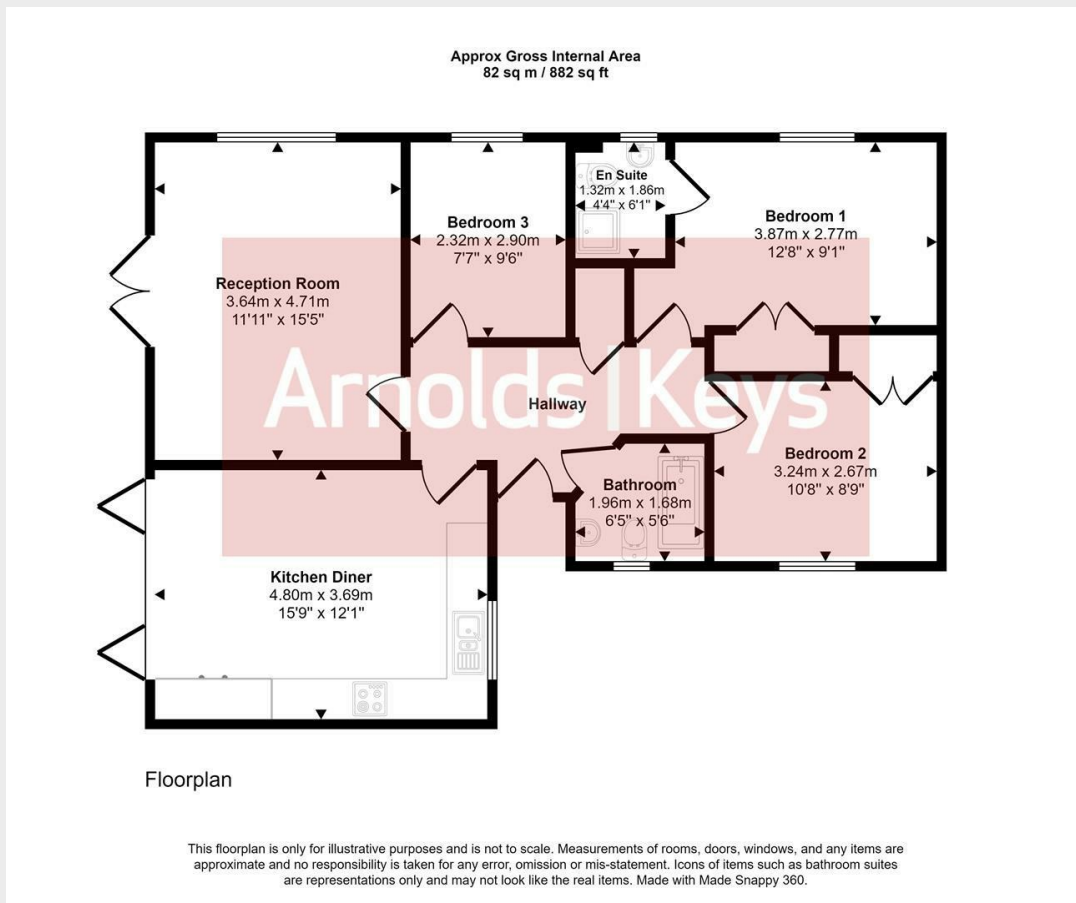 Approx Gross Internal Area
82 sq m / 882 sq ft
En Suite
1.32m x 1.86m
4'4" x 6'1"
Bedroom 3
2.32m x 2.90m
7'7" x 9'6"
Bedroom 1
3.87m x 2.77m
12'8" x 9'1"
Reception Room
3.64m x 4.71m
11'11" x 15'5"
Arnolds | Keys
Hallway
Bedroom 2
3.24m x 2.67m
10'8" x 8'9"
Bathroom
1.96m x 1.68m
6'5" x 5'6"
Kitchen Diner
4.80m x 3.69m
15'9" x 12'1"
Floorplan
This floorplan is only for illustrative purposes and is not to scale. Measurements of rooms, doors, windows, and any items are
approximate and no responsibility is taken for any error, omission or mis-statement. Icons of items such as bathroom suites
are representations only and may not look like the real items. Made with Made Snappy 360.